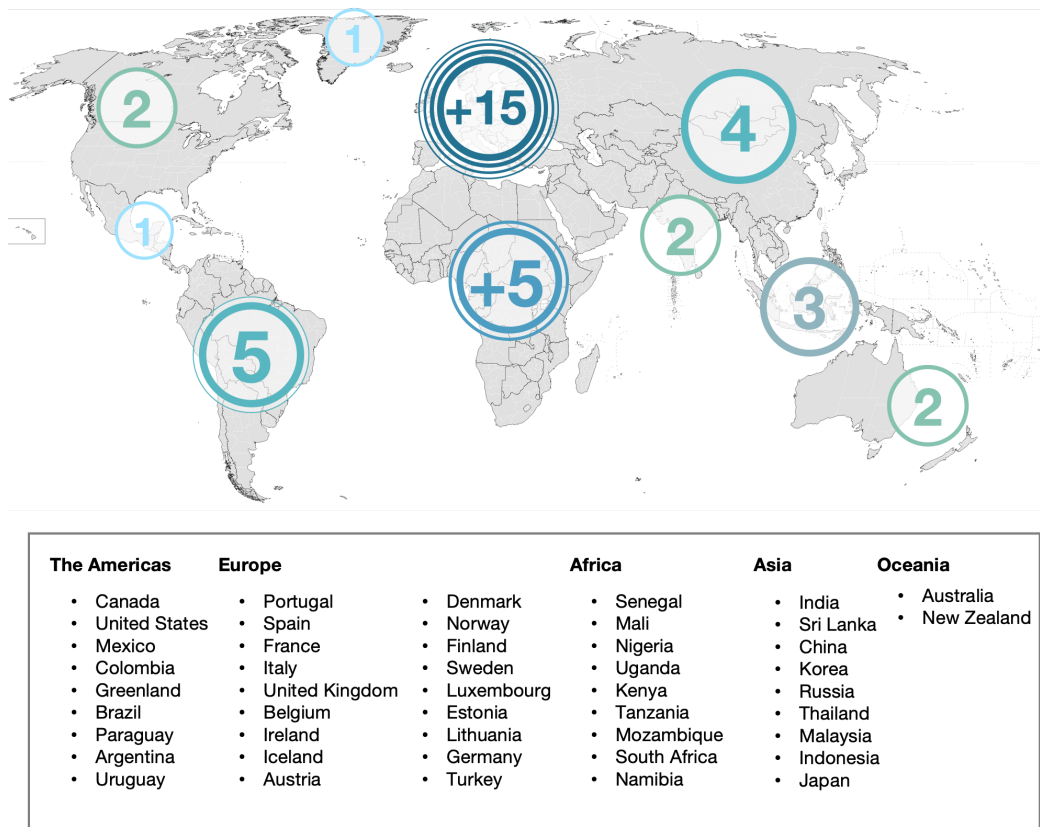 1
2
+15
4
1
2
+5
3
5
2
The Americas
• Canada
• United States
• Mexico
• Colombia
• Greenland
• Brazil
• Paraguay
• Argentina
• Uruguay
Europe
• Portugal
• Spain
• France
• Italy
• United Kingdom
• Belgium
• Ireland
• Iceland
• Austria
• Denmark
• Norway
• Finland
• Sweden
• Luxembourg
• Estonia
• Lithuania
• Germany
• Turkey
Africa
• Senegal
• Mali
• Nigeria
• Uganda
• Kenya
• Tanzania
• Mozambique
• South Africa
• Namibia
Asia
• India
• Sri Lanka
• China
• Korea
• Russia
• Thailand
• Malaysia
• Indonesia
• Japan
Oceania
• Australia
• New Zealand